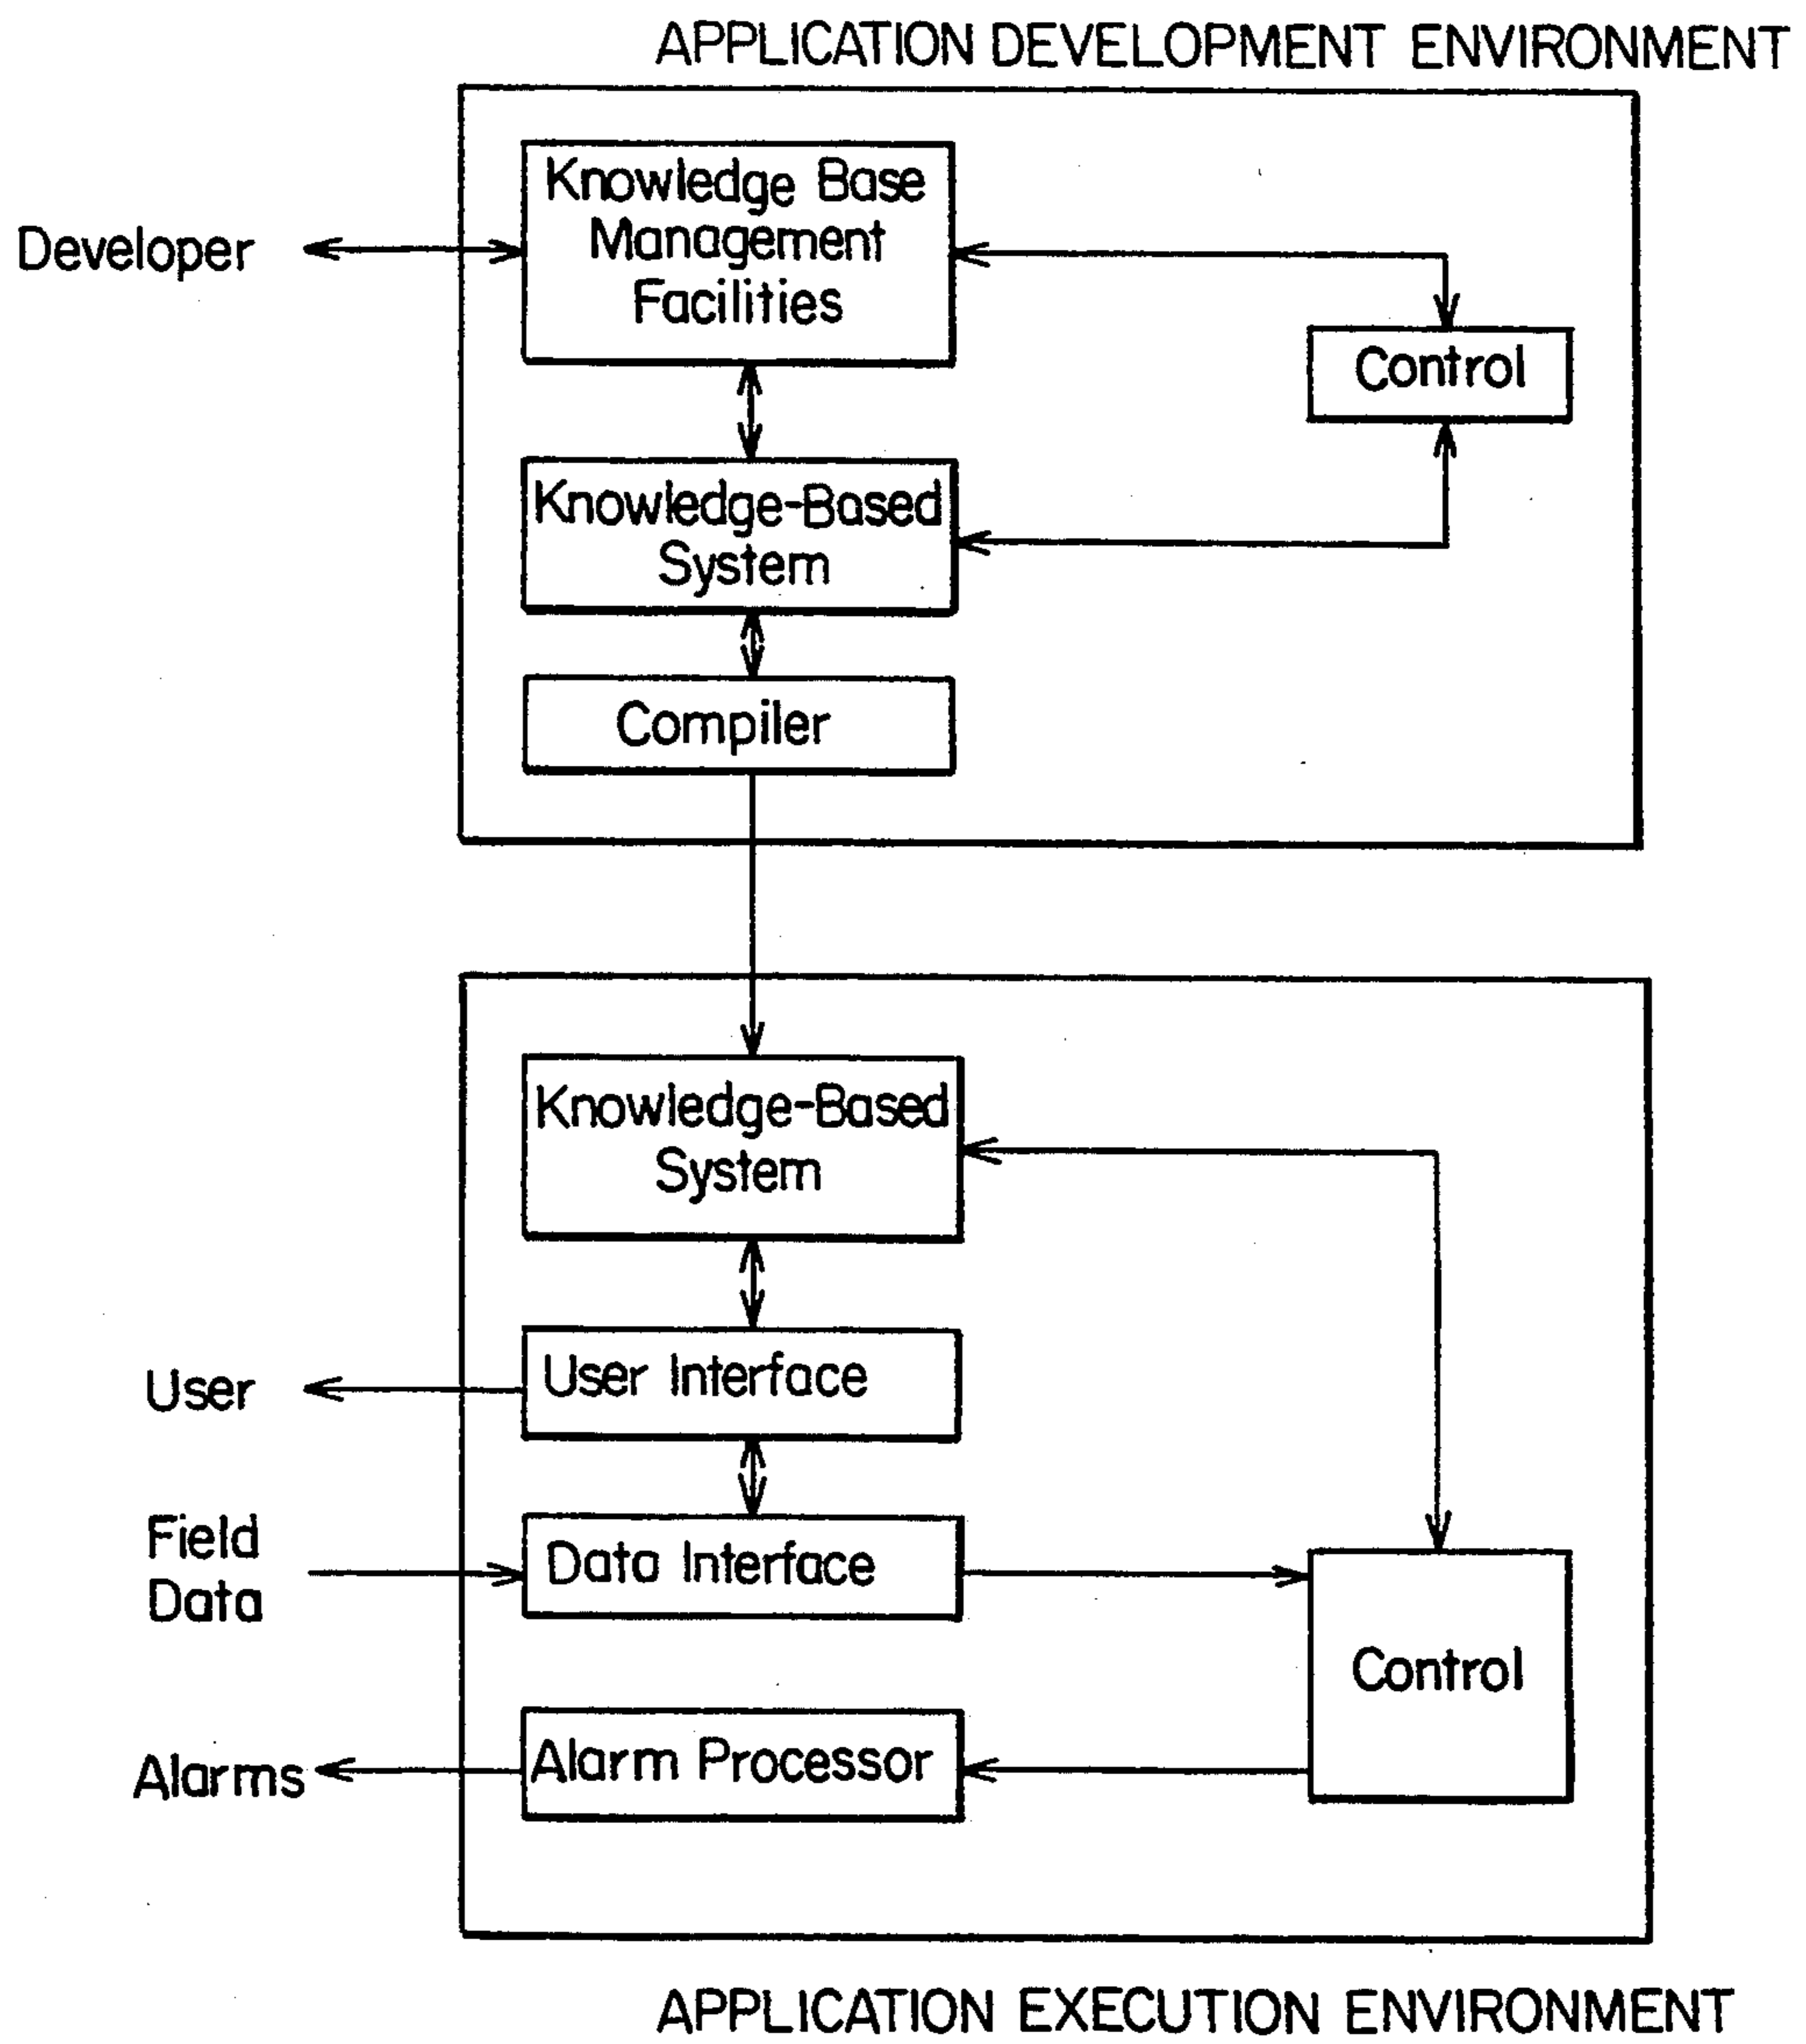 APPLICATION DEVELOPMENT ENVIRONMENT
Knowledge Base
Management
Facilities
Developer
Control
Knowledge-Based
System
Compiler
Knowledge-Based
System
User Interface
User
Field
Data
Data Interface
Control
Alarm Processor
Alarms
APPLICATION EXECUTION ENVIRONMENT